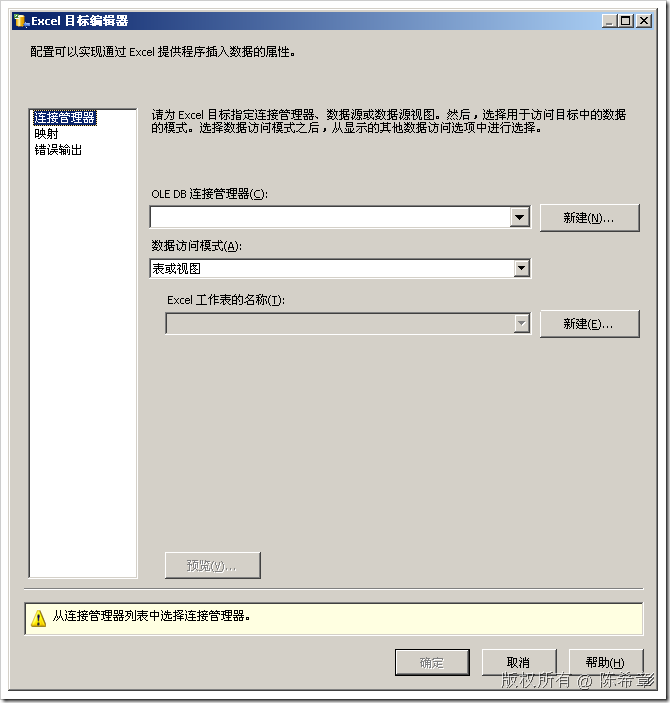 Excel 目标编辑器
配置可以实现通过 Excel 提供程序插入数据的属性。
连接管理器
映射
错误输出
请为 Excel 目标指定连接管理器、数据源或数据源视图。然后，选择用于访问目标中的数据
的模式。选择数据访问模式之后，从显示的其他数据访问选项中进行选择。
OLE DB 连接管理器(C):
新建(N)...
数据访问模式(A):
表或视图
Excel 工作表的名称(T):
新建(E)...
预览(V)...
从连接管理器列表中选择连接管理器。
确定
取消
帮助(H)
版权所有 @ 陈希章